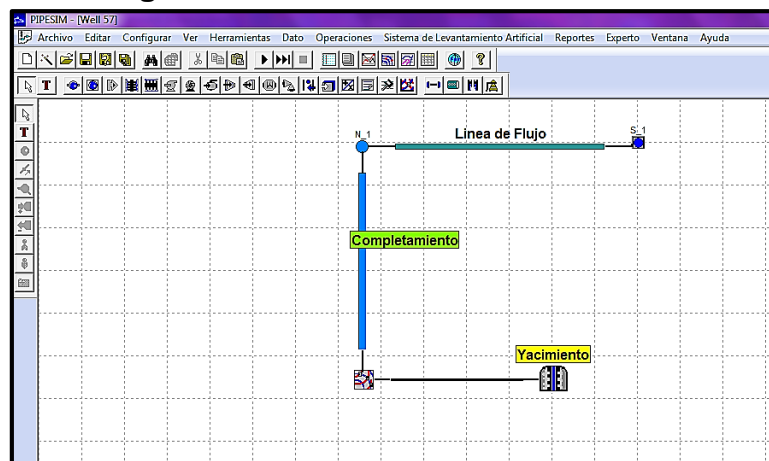 PIPESIM - [Well 57]
Archivo Editar Configurar Ver Herramientas Dato Operaciones Sistema de Levantamiento Artificial Reportes Experto Ventana Ayuda
T
T
N_1
Linea de Flujo
S_1
Completamiento
Yacimiento